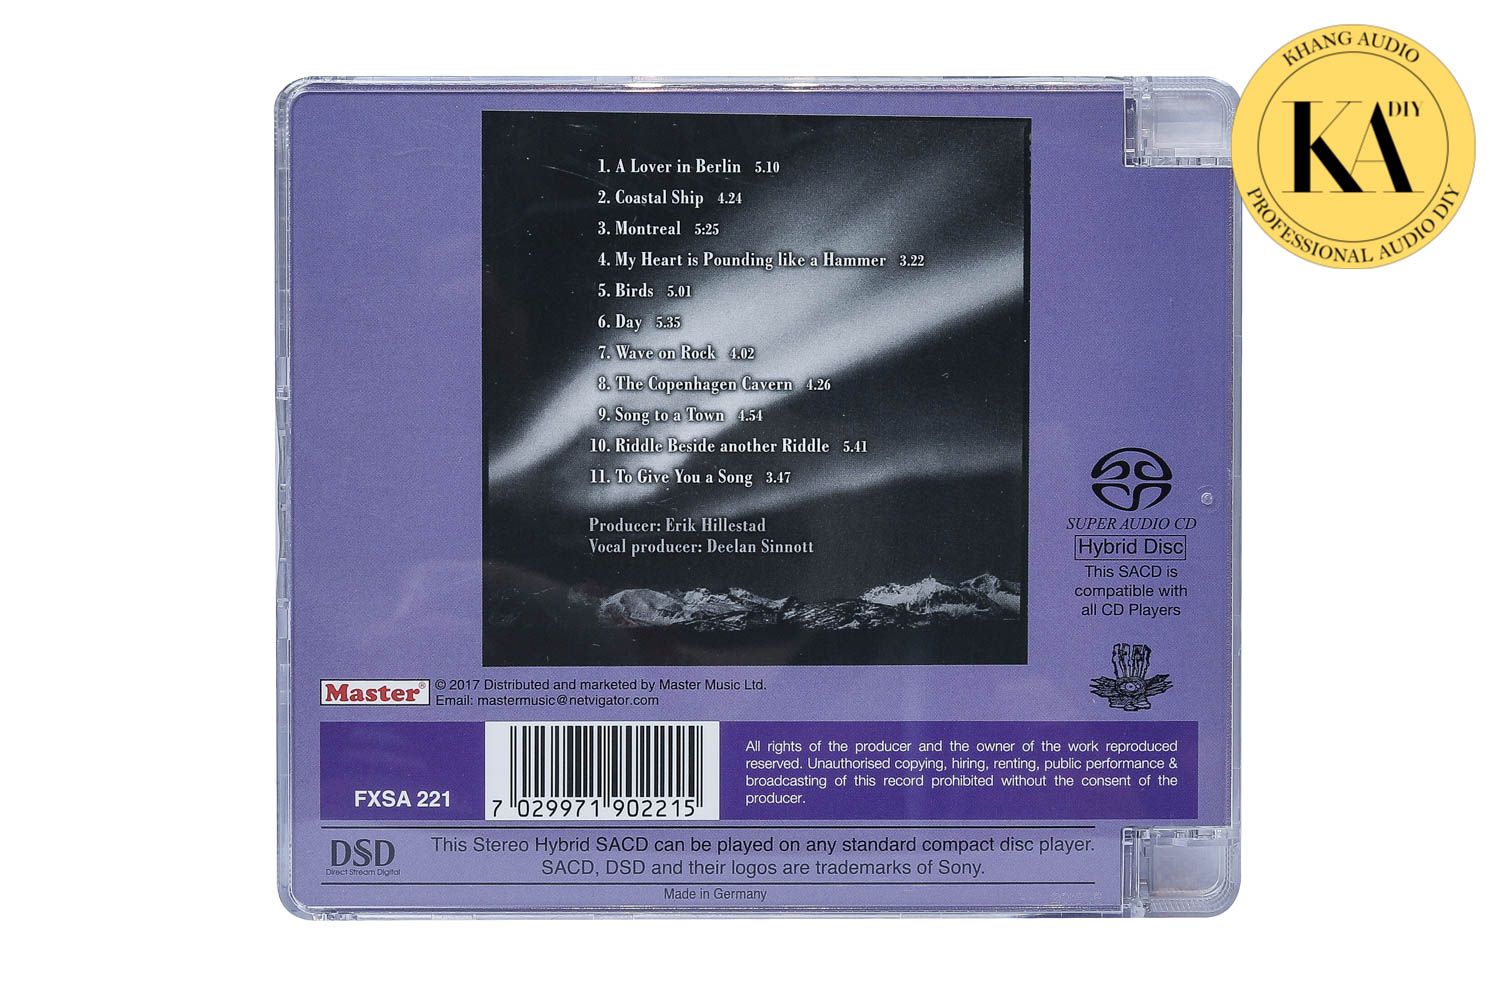 KHANG AUDIO
KA DIY
PROFESSIONAL AUDIO DIY
1. A Lover in Berlin 5.10
2. Coastal Ship 4.24
3. Montreal 5:25
4. My Heart is Pounding like a Hammer 3.22
5. Birds 5.01
6. Day 5.35
7. Wave on Rock 4.02
8. The Copenhagen Cavern 4.26
9. Song to a Town 4.54
10. Riddle Beside another Riddle 5.41
11. To Give You a Song 3.47
Producer: Erik Hillestad
Vocal producer: Deelan Sinnott
SUPER AUDIO CD
Hybrid Disc
This SACD is
compatible with
all CD Players
Master®
© 2017 Distributed and marketed by Master Music Ltd.
Email: mastermusic@netvigator.com
FXSA 221
7 029971 902215
All rights of the producer and the owner of the work reproduced
reserved. Unauthorised copying, hiring, renting, public performance &
broadcasting of this record prohibited without the consent of the
producer.
DSD
Direct Stream Digital
This Stereo Hybrid SACD can be played on any standard compact disc player.
SACD, DSD and their logos are trademarks of Sony.
Made in Germany